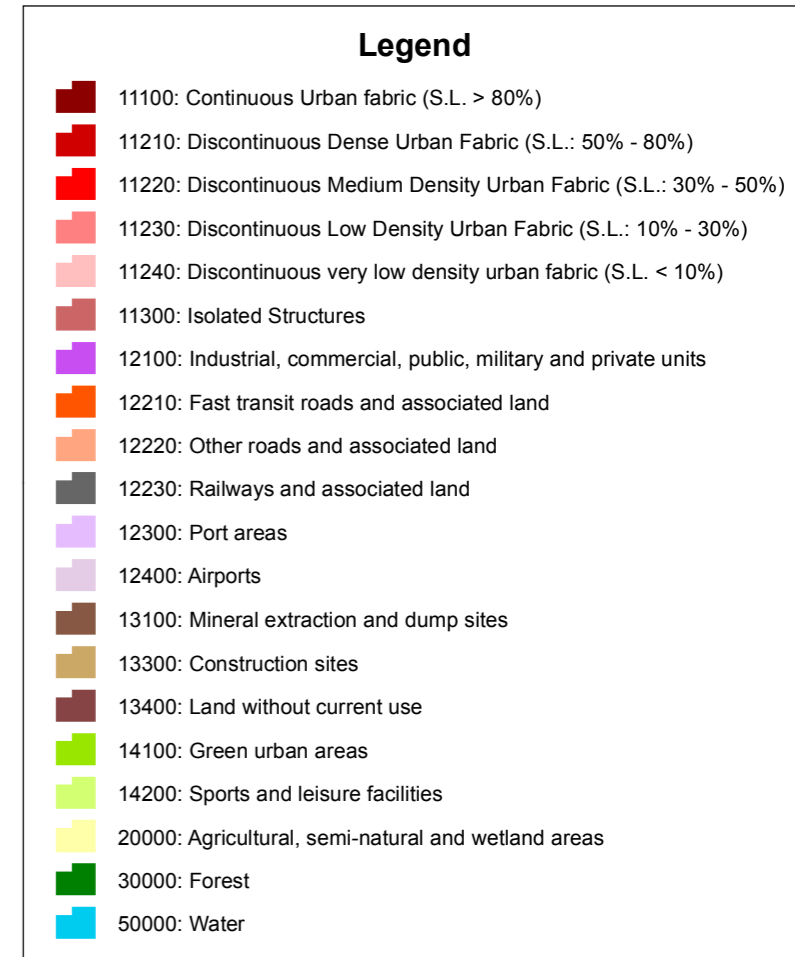 Legend
11100: Continuous Urban fabric (S.L. > 80%)
11210: Discontinuous Dense Urban Fabric (S.L.: 50% - 80%)
11220: Discontinuous Medium Density Urban Fabric (S.L.: 30% - 50%)
11230: Discontinuous Low Density Urban Fabric (S.L.: 10% - 30%)
11240: Discontinuous very low density urban fabric (S.L. < 10%)
11300: Isolated Structures
12100: Industrial, commercial, public, military and private units
12210: Fast transit roads and associated land
12220: Other roads and associated land
12230: Railways and associated land
12300: Port areas
12400: Airports
13100: Mineral extraction and dump sites
13300: Construction sites
13400: Land without current use
14100: Green urban areas
14200: Sports and leisure facilities
20000: Agricultural, semi-natural and wetland areas
30000: Forest
50000: Water